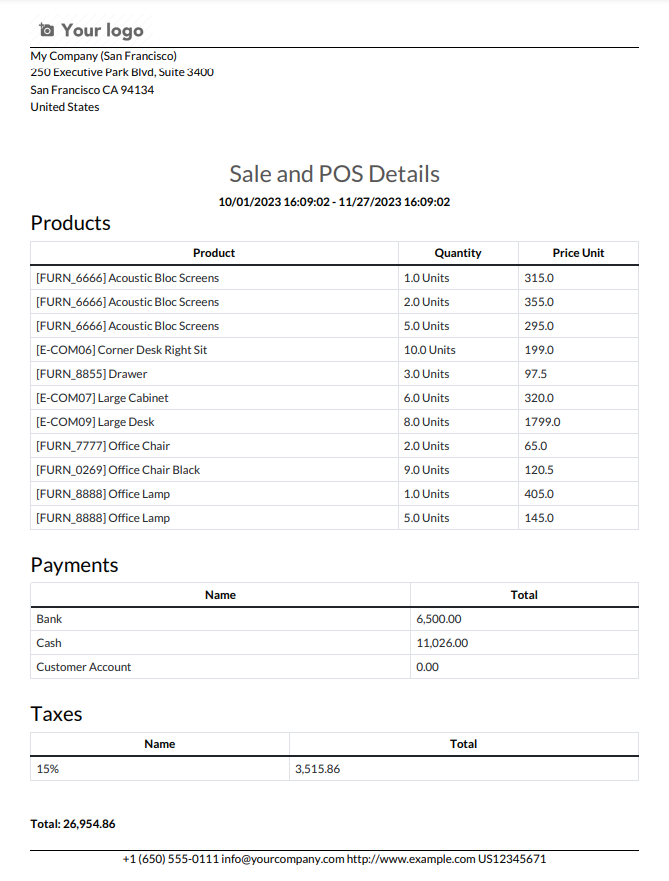 Your logo
My Company (San Francisco)
250 Executive Park Blvd, Suite 3400
San Francisco CA 94134
United States
Sale and POS Details
10/01/2023 16:09:02 - 11/27/2023 16:09:02
Products
Product Quantity Price Unit
[FURN_6666] Acoustic Bloc Screens 1.0 Units 315.0
[FURN_6666] Acoustic Bloc Screens 2.0 Units 355.0
[FURN_6666] Acoustic Bloc Screens 5.0 Units 295.0
[E-COM06] Corner Desk Right Sit 10.0 Units 199.0
[FURN_8855] Drawer 3.0 Units 97.5
[E-COM07] Large Cabinet 6.0 Units 320.0
[E-COM09] Large Desk 8.0 Units 1799.0
[FURN_7777] Office Chair 2.0 Units 65.0
[FURN_0269] Office Chair Black 9.0 Units 120.5
[FURN_8888] Office Lamp 1.0 Units 405.0
[FURN_8888] Office Lamp 5.0 Units 145.0
Payments
Name Total
Bank 6,500.00
Cash 11,026.00
Customer Account 0.00
Taxes
Name Total
15% 3,515.86
Total: 26,954.86
+1 (650) 555-0111 info@yourcompany.com http://www.example.com US12345671